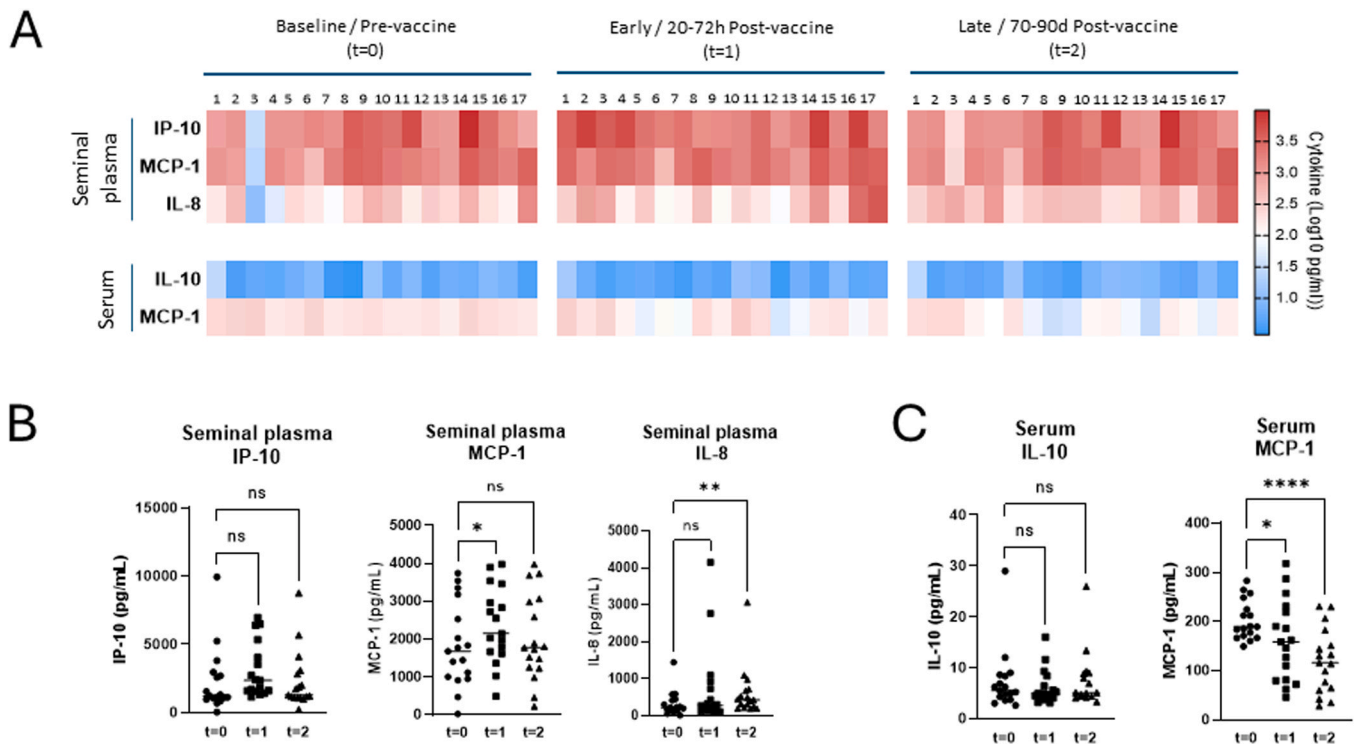 A
Baseline / Pre-vaccine
(t=0)
Early / 20-72h Post-vaccine
(t=1)
Late / 70-90d Post-vaccine
(t=2)
1 2 3 4 5 6 7 8 9 10 11 12 13 14 15 16 17
1 2 3 4 5 6 7 8 9 10 11 12 13 14 15 16 17
1 2 3 4 5 6 7 8 9 10 11 12 13 14 15 16 17
Seminal
plasma
IP-10
MCP-1
IL-8
Serum
IL-10
MCP-1
3.5
3.0
2.5
2.0
1.5
1.0
Cytokine (Log10 pg/ml))
B
Seminal plasma
IP-10
ns
ns
15000
10000
5000
0
IP-10 (pg/mL)
t=0 t=1 t=2
Seminal plasma
MCP-1
ns
*
5000
4000
3000
2000
1000
0
MCP-1 (pg/mL)
t=0 t=1 t=2
Seminal plasma
IL-8
**
ns
5000
4000
3000
2000
1000
0
IL-8 (pg/mL)
t=0 t=1 t=2
C
Serum
IL-10
ns
ns
40
30
20
10
0
IL-10 (pg/mL)
t=0 t=1 t=2
Serum
MCP-1
****
*
400
300
200
100
0
MCP-1 (pg/mL)
t=0 t=1 t=2